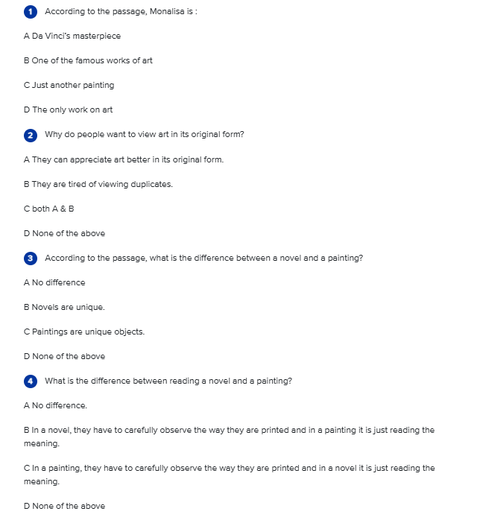 1 According to the passage, Monalisa is :
A Da Vinci's masterpiece
B One of the famous works of art
C Just another painting
D The only work on art
2 Why do people want to view art in its original form?
A They can appreciate art better in its original form.
B They are tired of viewing duplicates.
C both A & B
D None of the above
3 According to the passage, what is the difference between a novel and a painting?
A No difference
B Novels are unique.
C Paintings are unique objects.
D None of the above
4 What is the difference between reading a novel and a painting?
A No difference.
B In a novel, they have to carefully observe the way they are printed and in a painting it is just reading the
meaning.
C In a painting, they have to carefully observe the way they are printed and in a novel it is just reading the
meaning.
D None of the above